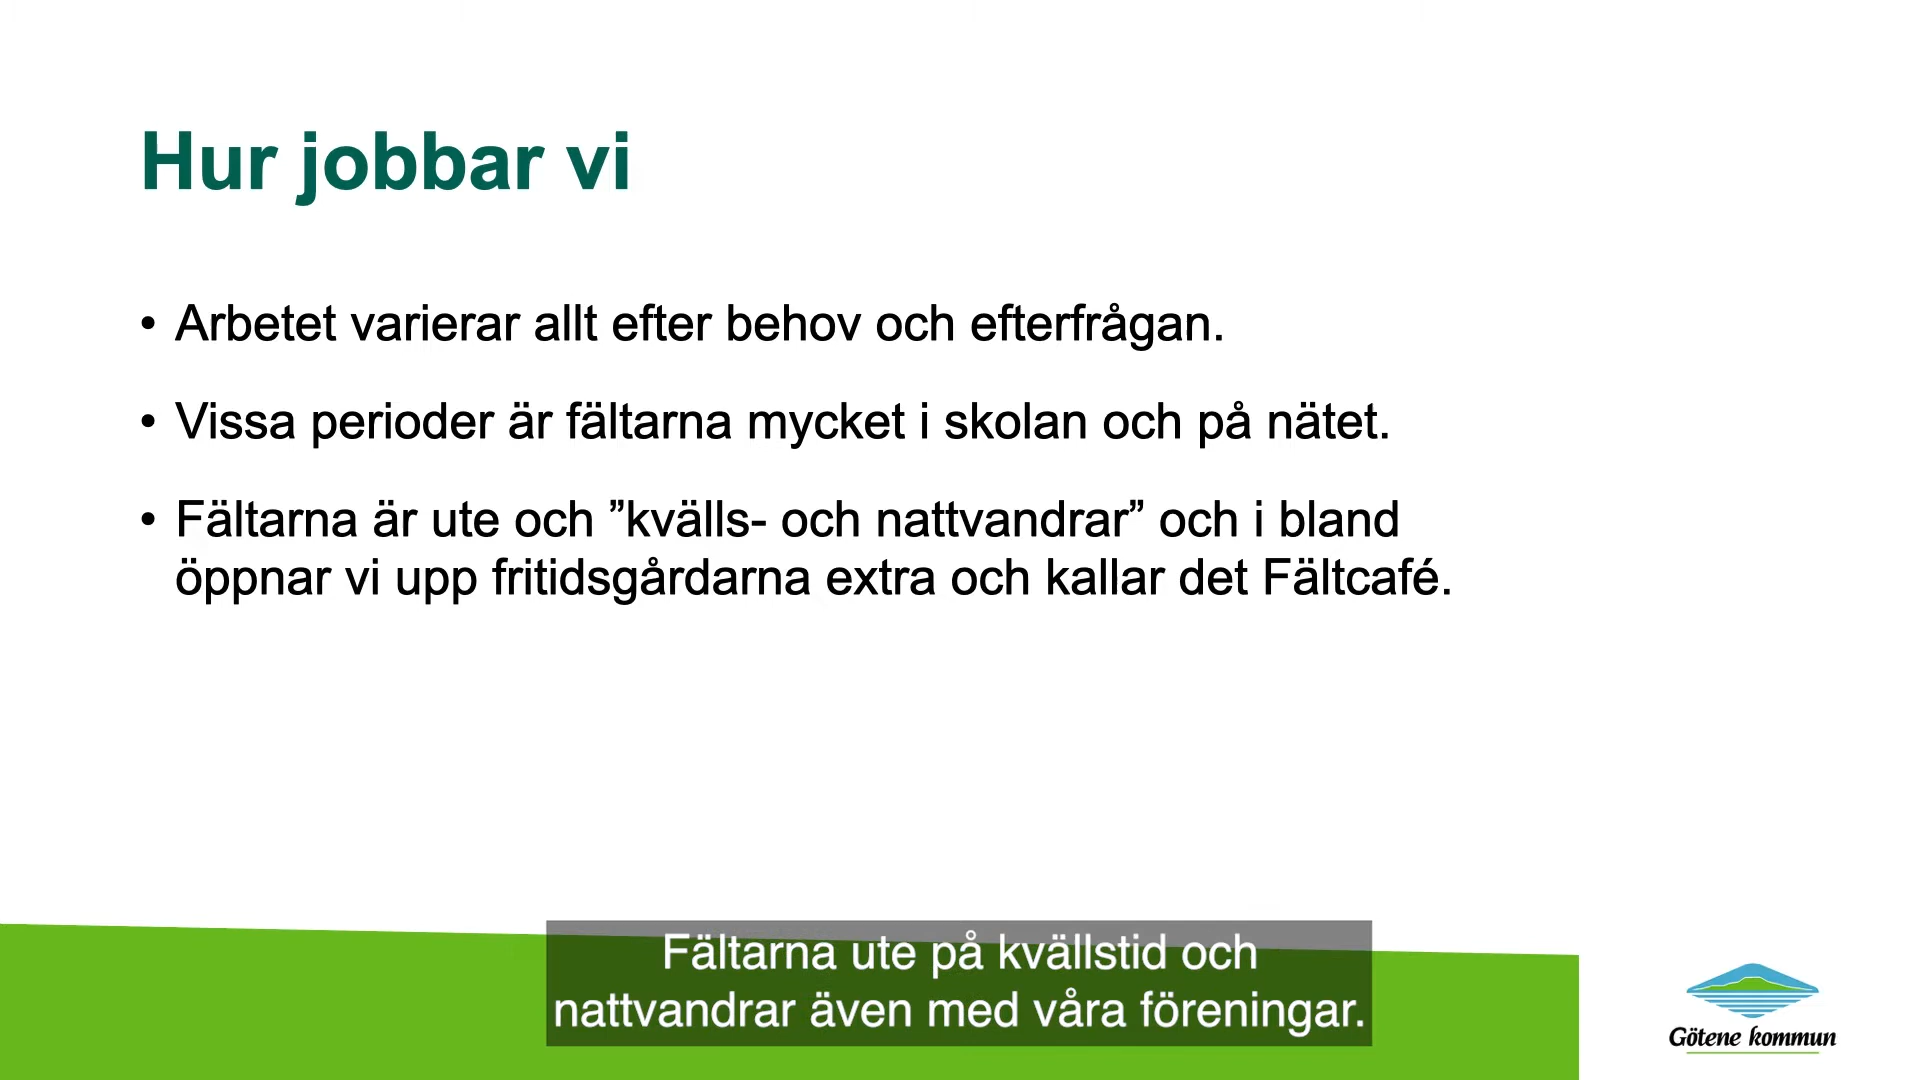 Hur jobbar vi
• Arbetet varierar allt efter behov och efterfrågan.
• Vissa perioder är fältarna mycket i skolan och på nätet.
• Fältarna är ute och ”kvälls- och nattvandrar” och i bland
öppnar vi upp fritidsgårdarna extra och kallar det Fältcafé.
Fältarna ute på kvällstid och
nattvandrar även med våra föreningar.
Götene kommun